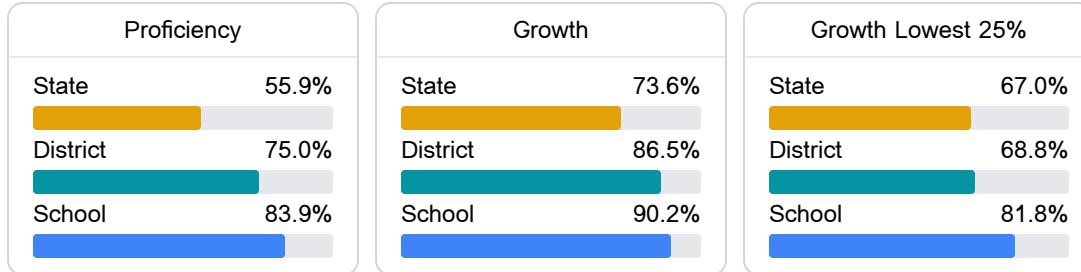 Proficiency
State 55.9%
District 75.0%
School 83.9%
Growth
State 73.6%
District 86.5%
School 90.2%
Growth Lowest 25%
State 67.0%
District 68.8%
School 81.8%